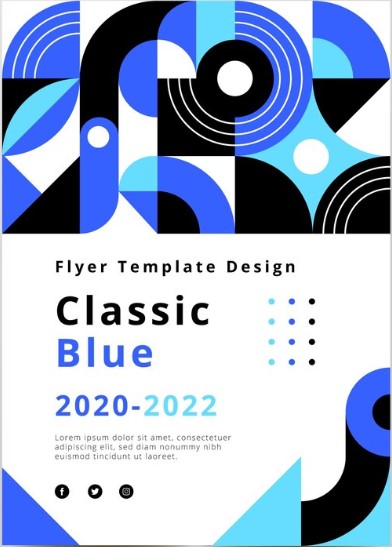 Flyer Template Design
Classic
Blue
2020-2022
Lorem ipsum dolor sit amet, consectetuer
adipiscing elit, sed diam nonummy nibh
euismod tincidunt ut laoreet.